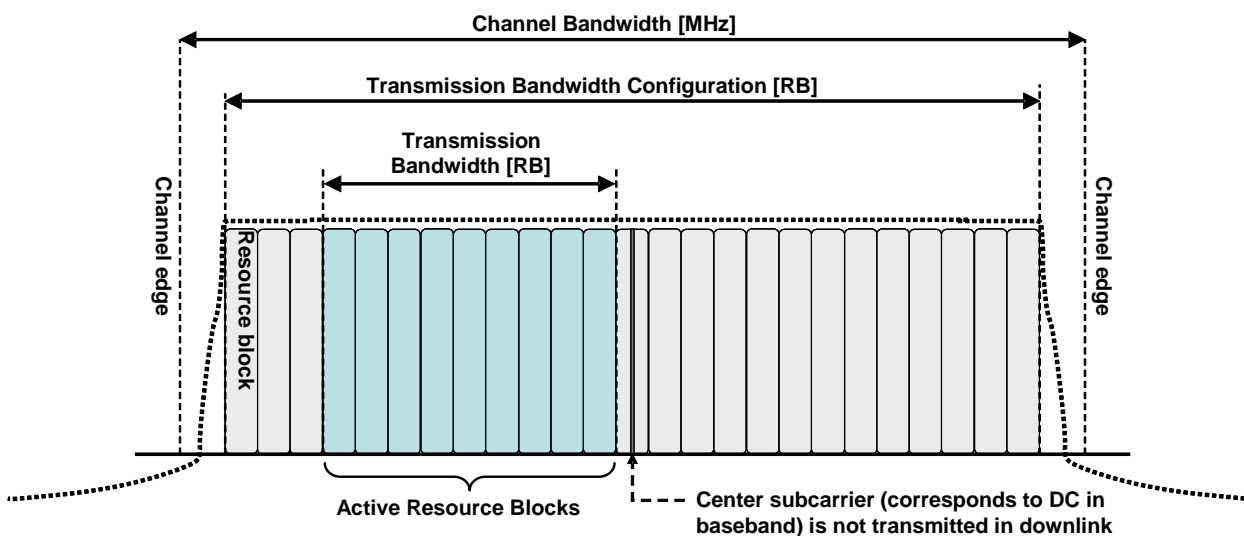 Channel Bandwidth [MHz]
Transmission Bandwidth Configuration [RB]
Transmission
Bandwidth [RB]
Channel edge
Channel edge
Resource block
Active Resource Blocks
Center subcarrier (corresponds to DC in
baseband) is not transmitted in downlink